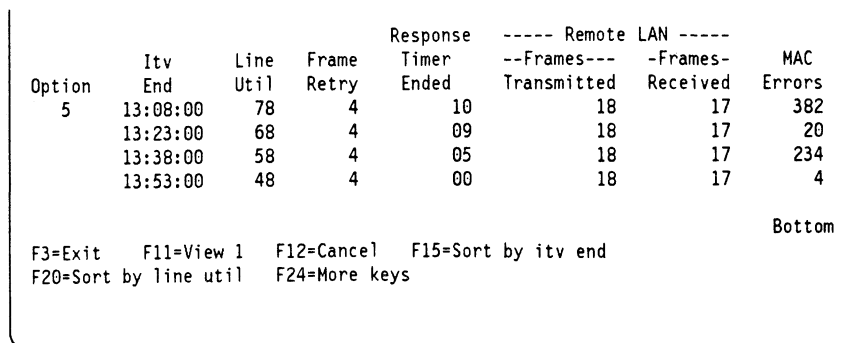 Response ----- Remote LAN -----
Itv Line Frame Timer --Frames--- -Frames- MAC
Option End Util Retry Ended Transmitted Received Errors
5 13:08:00 78 4 10 18 17 382
13:23:00 68 4 09 18 17 20
13:38:00 58 4 05 18 17 234
13:53:00 48 4 00 18 17 4
Bottom
F3=Exit F11=View 1 F12=Cancel F15=Sort by itv end
F20=Sort by line util F24=More keys